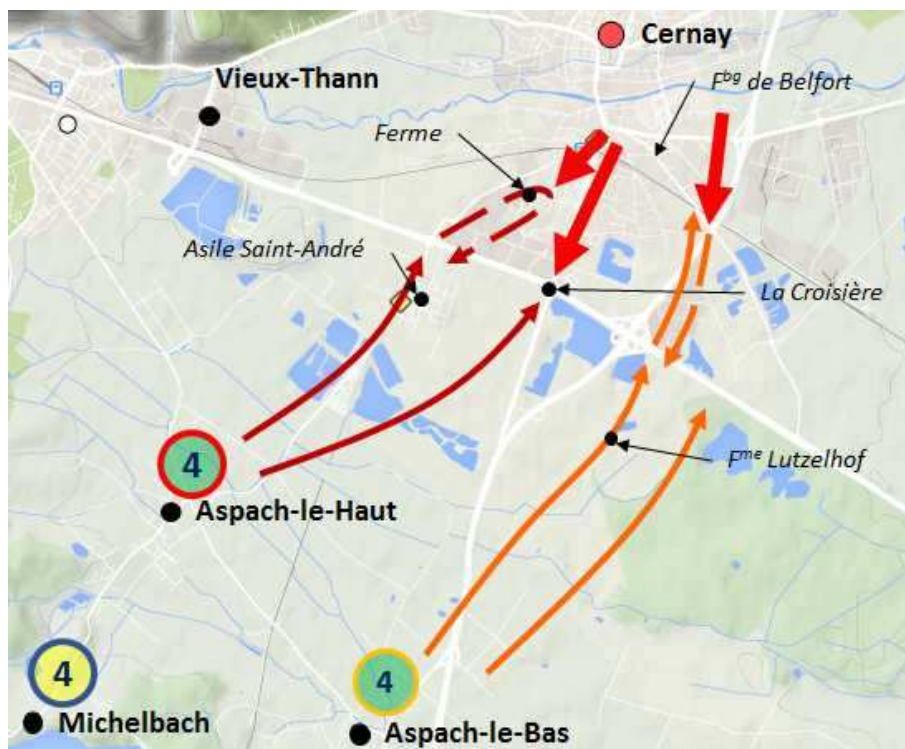 Cernay
Vieux-Thann
Fbg de Belfort
Ferme
Asile Saint-André
La Croisière
4
Fme Lutzelhof
Aspach-le-Haut
4
4
Michelbach
Aspach-le-Bas